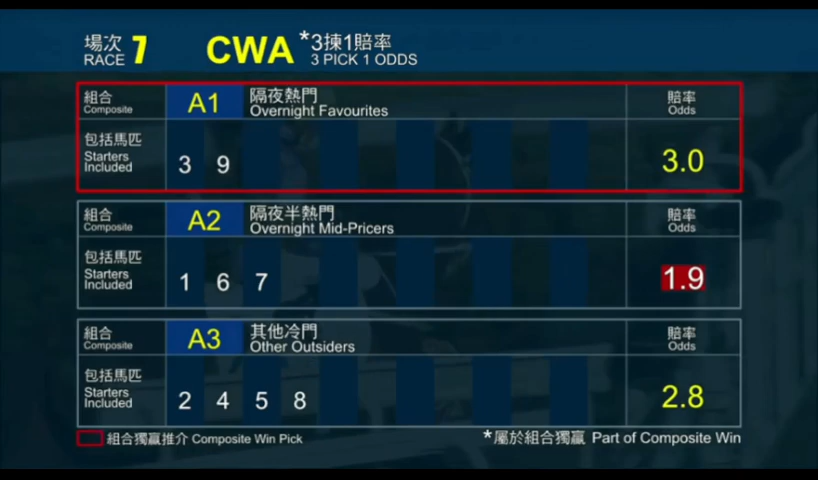 場次 7 CWA *3揀1賠率
RACE 3 PICK 1 ODDS
組合 A1 隔夜熱門 賠率
Composite Overnight Favourites Odds
包括馬匹
Starters
Included 3 9 3.0
組合 A2 隔夜半熱門 賠率
Composite Overnight Mid-Pricers Odds
包括馬匹
Starters
Included 1 6 7 1.9
組合 A3 其他冷門 賠率
Composite Other Outsiders Odds
包括馬匹
Starters
Included 2 4 5 8 2.8
組合獨贏推介 Composite Win Pick *屬於組合獨贏 Part of Composite Win